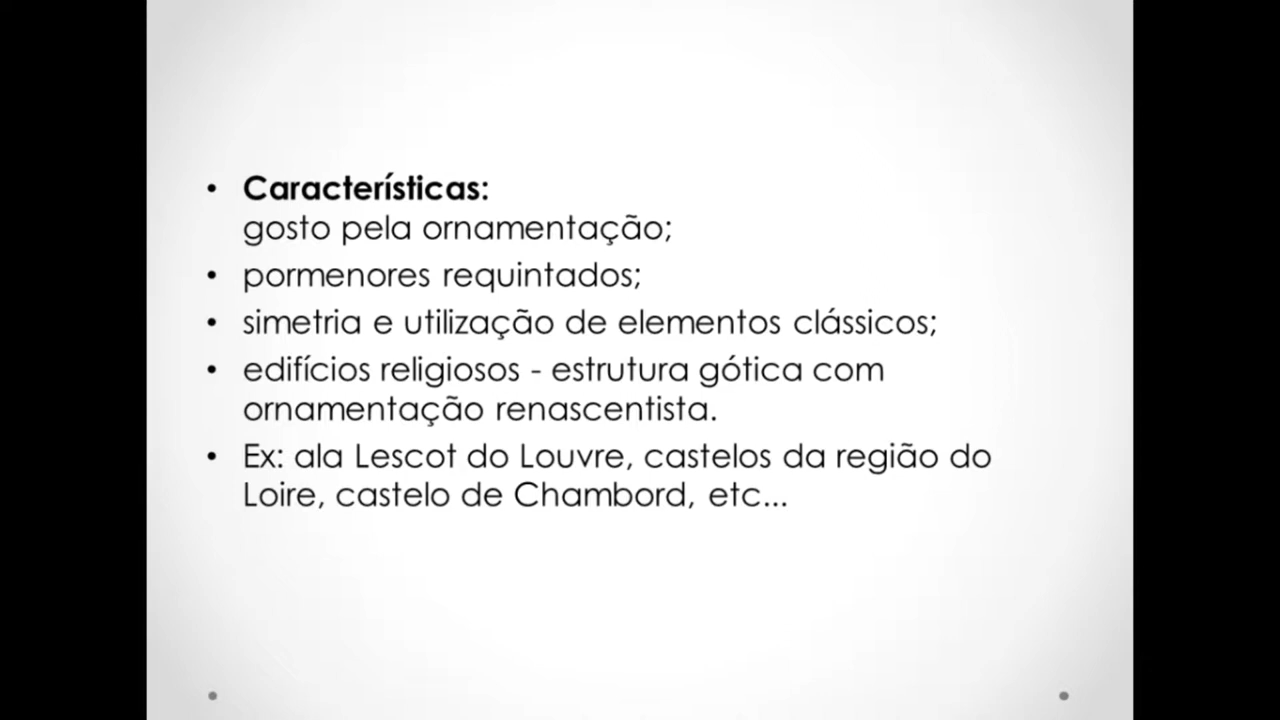 • Características:
gosto pela ornamentação;
• pormenores requintados;
• simetria e utilização de elementos clássicos;
• edifícios religiosos - estrutura gótica com
ornamentação renascentista.
• Ex: ala Lescot do Louvre, castelos da região do
Loire, castelo de Chambord, etc...